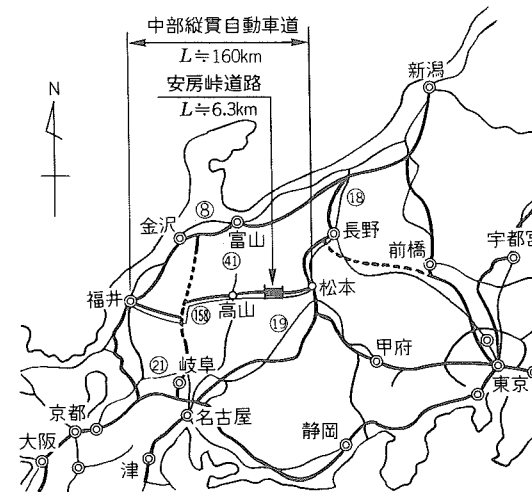 中部縦貫自動車道
L≒160km
安房峠道路
L≒6.3km
N
新潟
⑧
⑱
金沢
富山
長野
㊶
前橋
宇都宮
福井
高山
松本
158
⑲
甲府
㉑
岐阜
東京
京都
名古屋
静岡
大阪
津